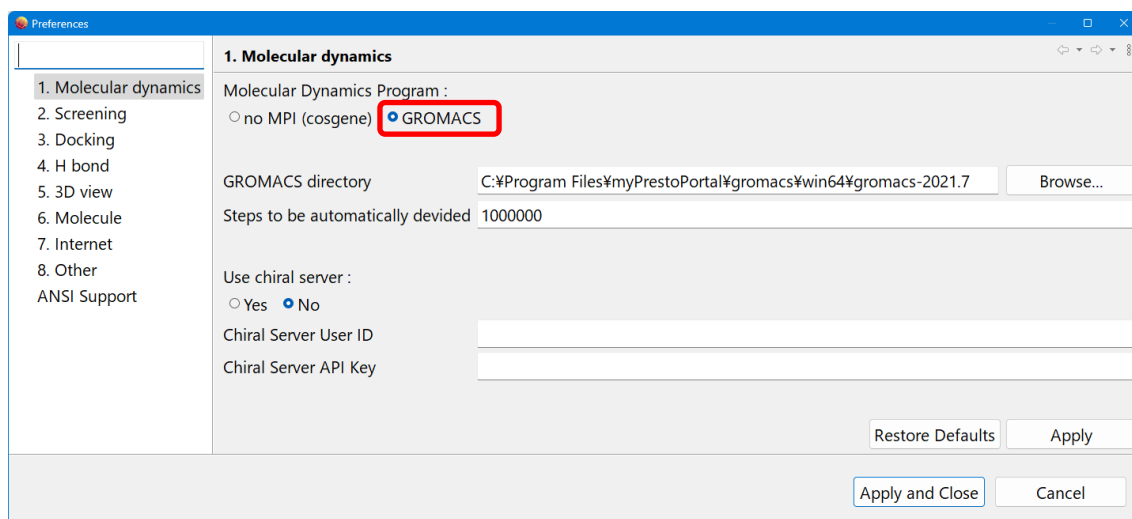 Preferences
1. Molecular dynamics
1. Molecular dynamics
2. Screening
3. Docking
4. H bond
5. 3D view
6. Molecule
7. Internet
8. Other
ANSI Support
Molecular Dynamics Program :
no MPI (cosgene) GROMACS
GROMACS directory C:¥Program Files¥myPrestoPortal¥gromacs¥win64¥gromacs-2021.7 Browse...
Steps to be automatically devided 1000000
Use chiral server :
Yes No
Chiral Server User ID
Chiral Server API Key
Restore Defaults Apply
Apply and Close Cancel